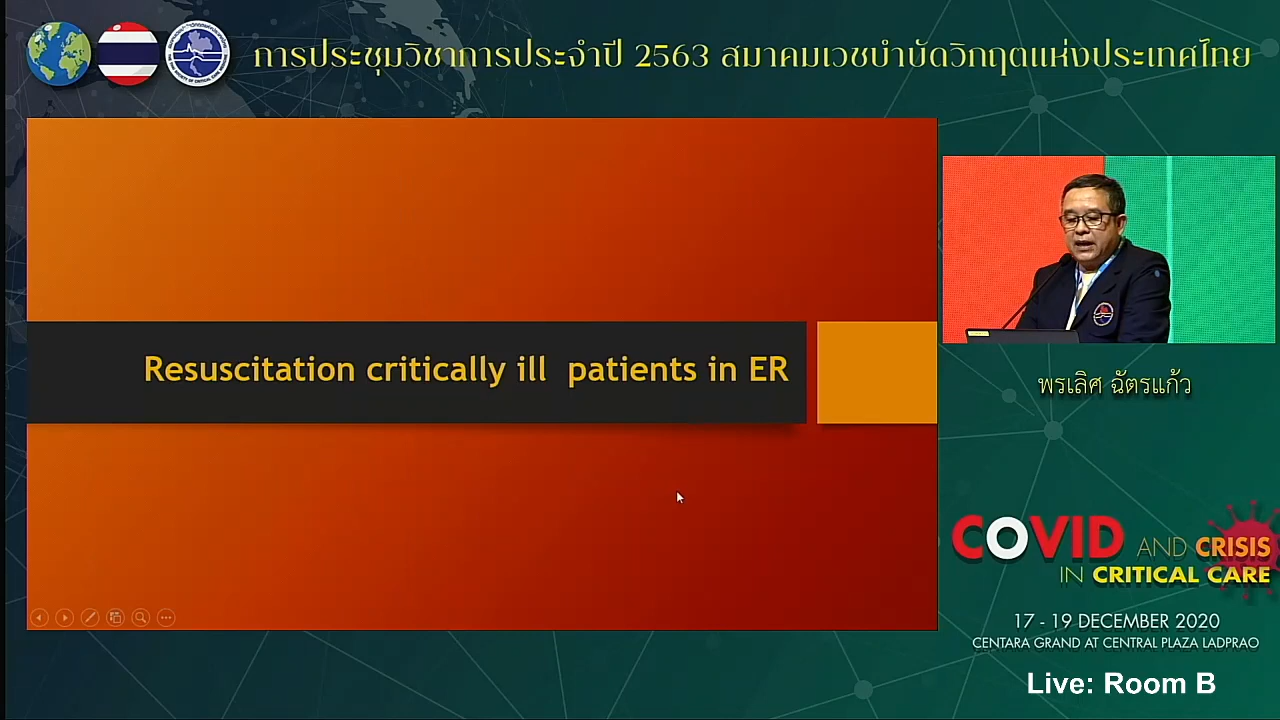 การประชุมวิชาการประจำปี 2563 สมาคมเวชบำบัดวิกฤตแห่งประเทศไทย
Resuscitation critically ill  patients in ER
พรเลิศ ฉัตรแก้ว
COVID AND CRISIS
IN CRITICAL CARE
17 - 19 DECEMBER 2020
CENTARA GRAND AT CENTRAL PLAZA LADPRAO
Live: Room B